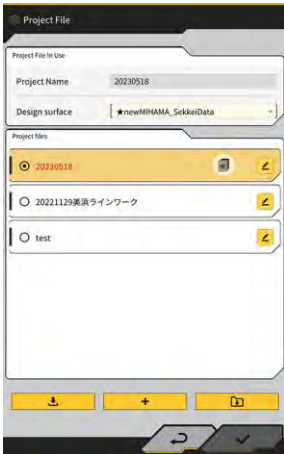 Project File
Project File In Use
Project Name 20230518
Design surface ★newMIHAMA_SekkeiData
Project files
20230518
20221129美浜ラインワーク
test